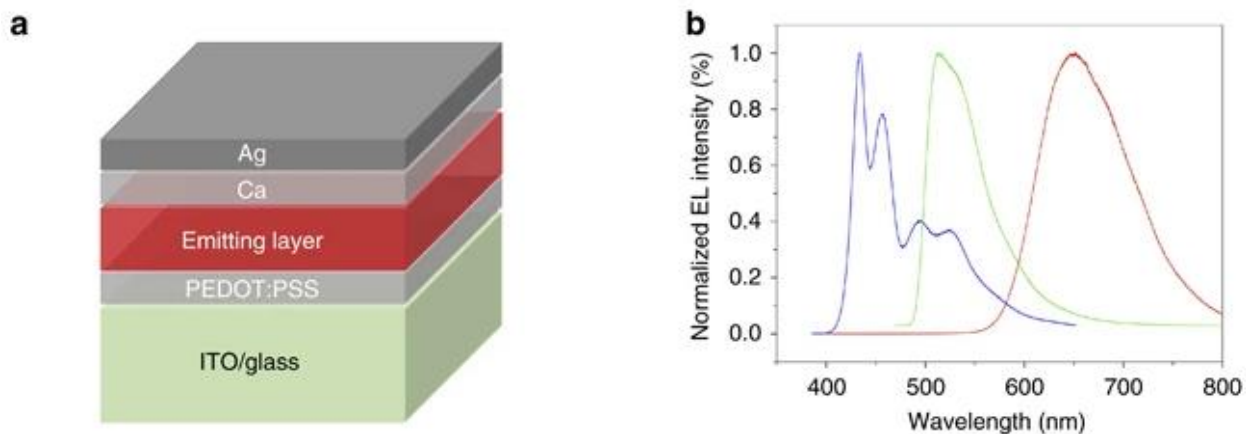 a
Ag
Ca
Emitting layer
PEDOT:PSS
ITO/glass
b
Normalized EL intensity (%)
1.0
0.8
0.6
0.4
0.2
0.0
400 500 600 700 800
Wavelength (nm)